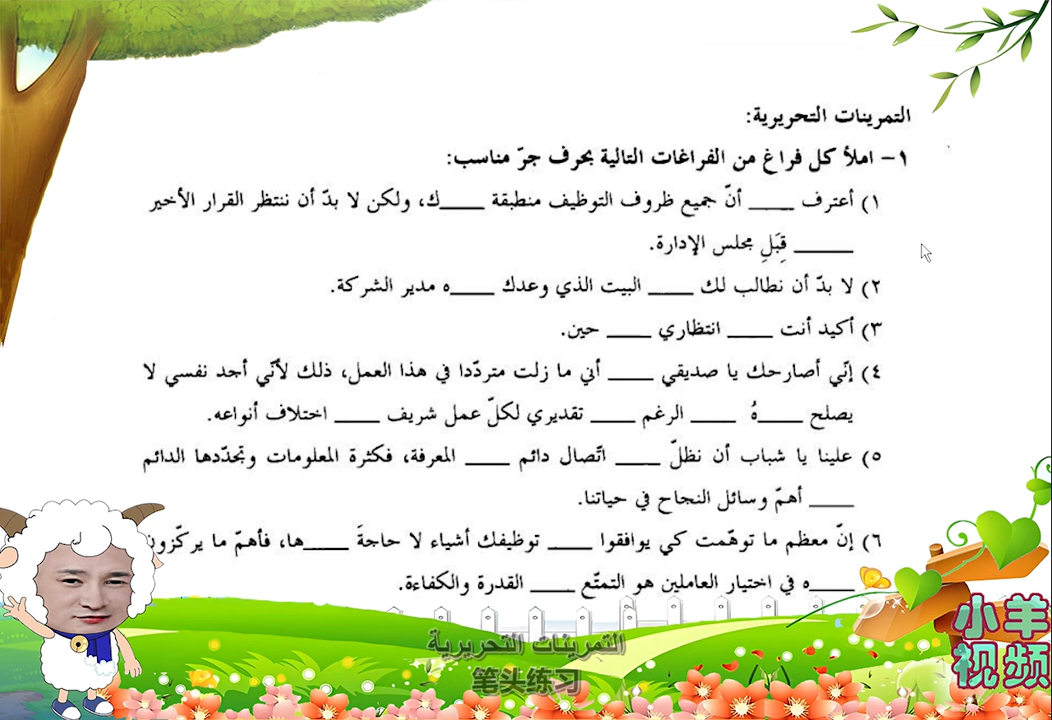 التمرينات التحريرية:
١- املأ كل فراغ من الفراغات التالية بحرف جرّ مناسب:
١) أعترف ____ أنّ جميع ظروف التوظيف منطبقة ____ك، ولكن لا بدّ أن ننتظر القرار الأخير
____ قِبَلِ مجلس الإدارة.
٢) لا بدّ أن نطالب لك ____ البيت الذي وعدك ____ه مدير الشركة.
٣) أكيد أنت ____ انتظاري ____ حين.
٤) إنّي أصارحك يا صديقي ____ أني ما زلت متردّدا في هذا العمل، ذلك لأنّي أجد نفسي لا
يصلح ____هُ ____ الرغم ____ تقديري لكلّ عمل شريف ____ اختلاف أنواعه.
٥) علينا يا شباب أن نظلّ ____ اتّصال دائم ____ المعرفة، فكثرة المعلومات وتجدّدها الدائم
____ أهمّ وسائل النجاح في حياتنا.
٦) إنّ معظم ما توهّمت كي يوافقوا ____ توظيفك أشياء لا حاجةَ ____ها، فأهمّ ما يركّزون
____ه في اختيار العاملين هو التمتّع ____ القدرة والكفاءة.
التمرينات التحريرية
笔头练习
小羊
视频